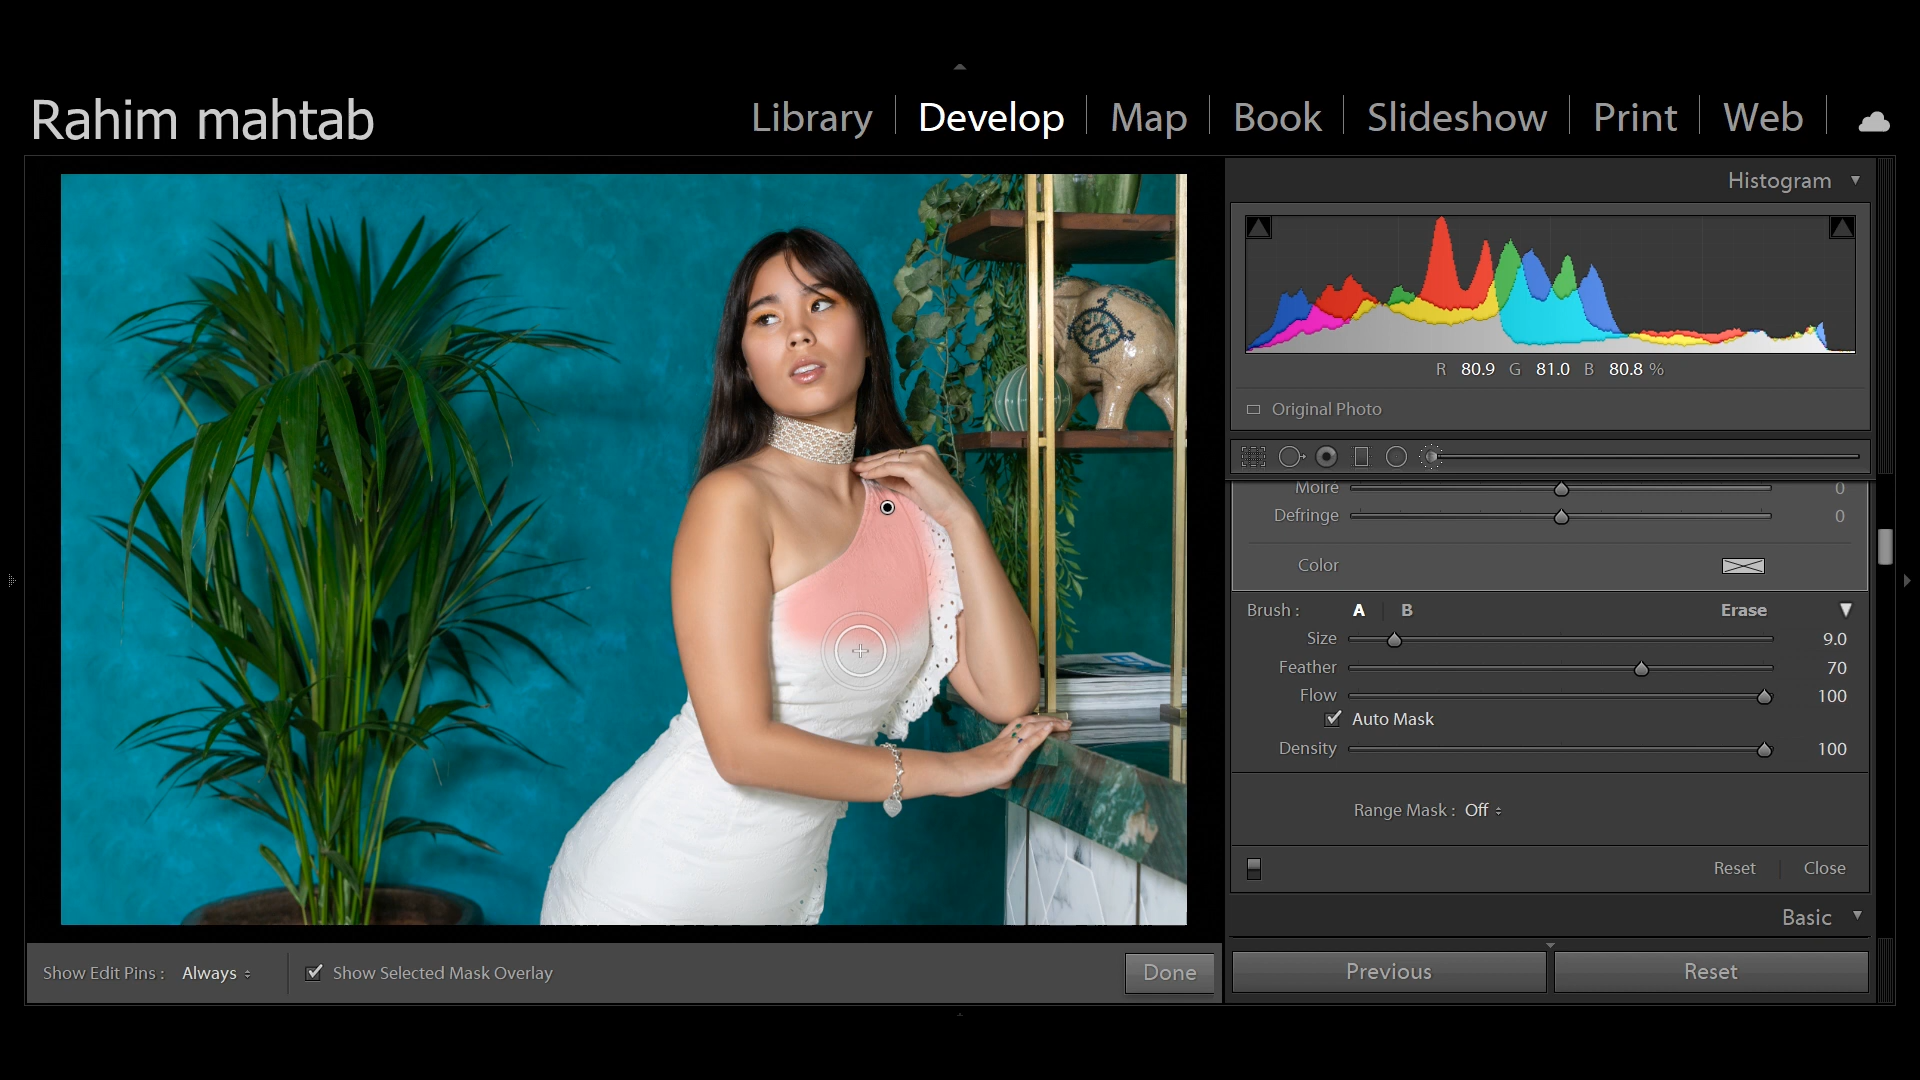 Rahim mahtab
Library | Develop | Map | Book | Slideshow | Print | Web
Histogram
R 80.9 G 81.0 B 80.8 %
Original Photo
Moiré 0
Defringe 0
Color
Brush : A B Erase
Size 9.0
Feather 70
Flow 100
Auto Mask
Density 100
Range Mask : Off
Reset Close
Basic
Show Edit Pins : Always Show Selected Mask Overlay Done
Previous Reset